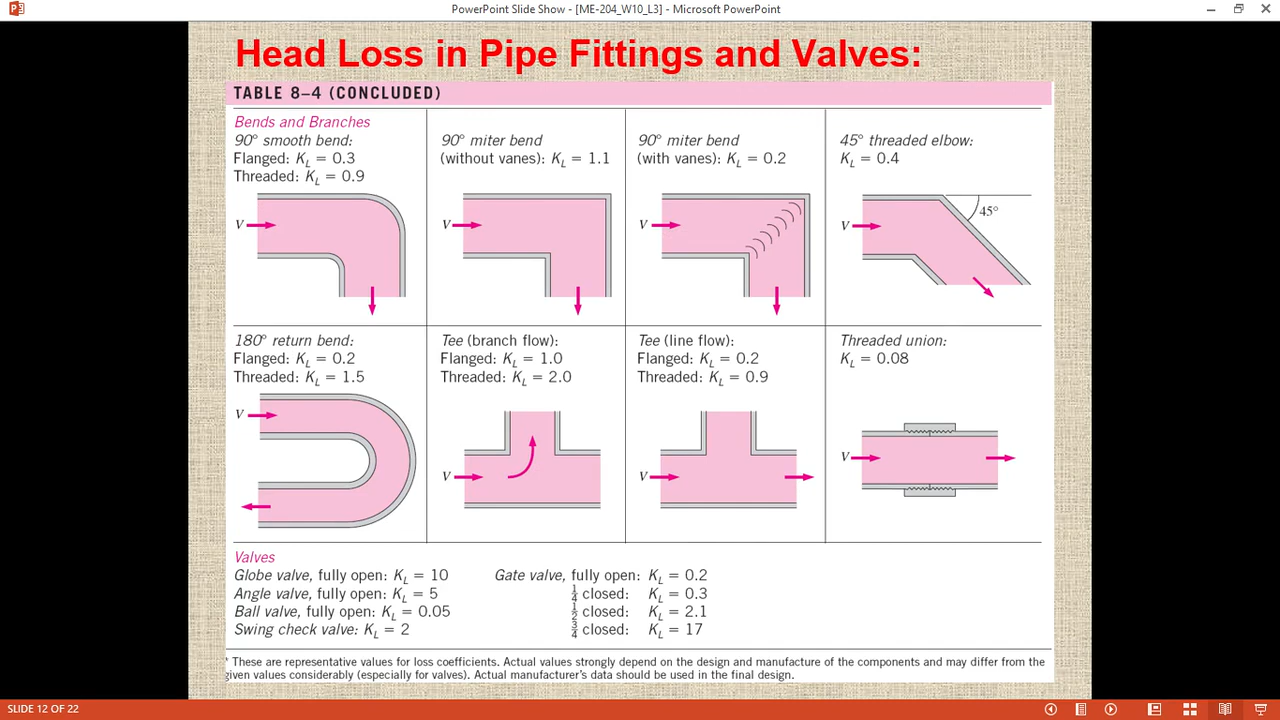 PowerPoint Slide Show - [ME-204_W10_L3] - Microsoft PowerPoint
Head Loss in Pipe Fittings and Valves:
TABLE 8–4 (CONCLUDED)
Bends and Branches
90° smooth bend:
Flanged: K_L = 0.3
Threaded: K_L = 0.9
V
90° miter bend
(without vanes): K_L = 1.1
V
90° miter bend
(with vanes): K_L = 0.2
V
45° threaded elbow:
K_L = 0.4
V
45°
180° return bend:
Flanged: K_L = 0.2
Threaded: K_L = 1.5
V
Tee (branch flow):
Flanged: K_L = 1.0
Threaded: K_L = 2.0
V
Tee (line flow):
Flanged: K_L = 0.2
Threaded: K_L = 0.9
V
Threaded union:
K_L = 0.08
V
Valves
Globe valve, fully open: K_L = 10
Angle valve, fully open: K_L = 5
Ball valve, fully open: K_L = 0.05
Swing check valve: K_L = 2
Gate valve, fully open: K_L = 0.2
1/4 closed: K_L = 0.3
1/2 closed: K_L = 2.1
3/4 closed: K_L = 17
* These are representative values for loss coefficients. Actual values strongly depend on the design and manufacture of the components and may differ from the
given values considerably (especially for valves). Actual manufacturer's data should be used in the final design.
SLIDE 12 OF 22